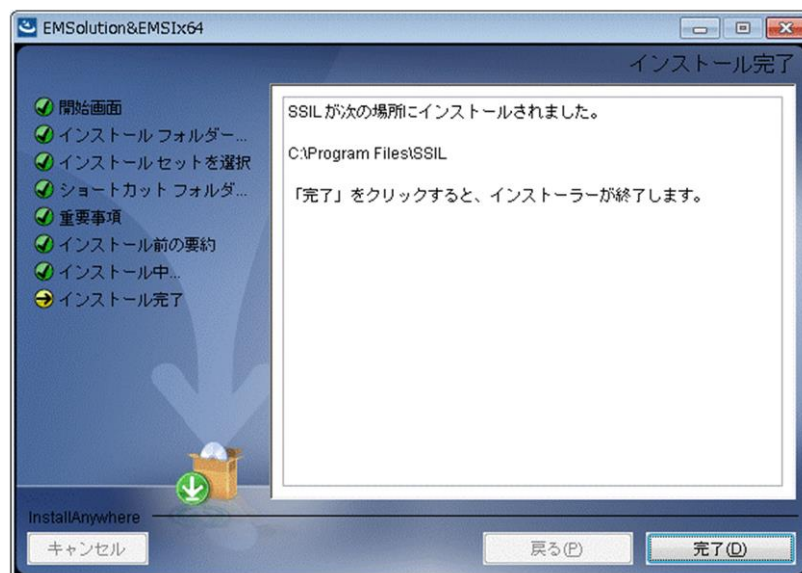 EMSolution&EMSIx64
インストール完了
開始画面
インストール フォルダー...
インストール セットを選択
ショートカット フォルダ...
重要事項
インストール前の要約
インストール中...
インストール完了
SSIL が次の場所にインストールされました。
C:\Program Files\SSIL
「完了」をクリックすると、インストーラーが終了します。
InstallAnywhere
キャンセル
戻る(P)
完了(D)